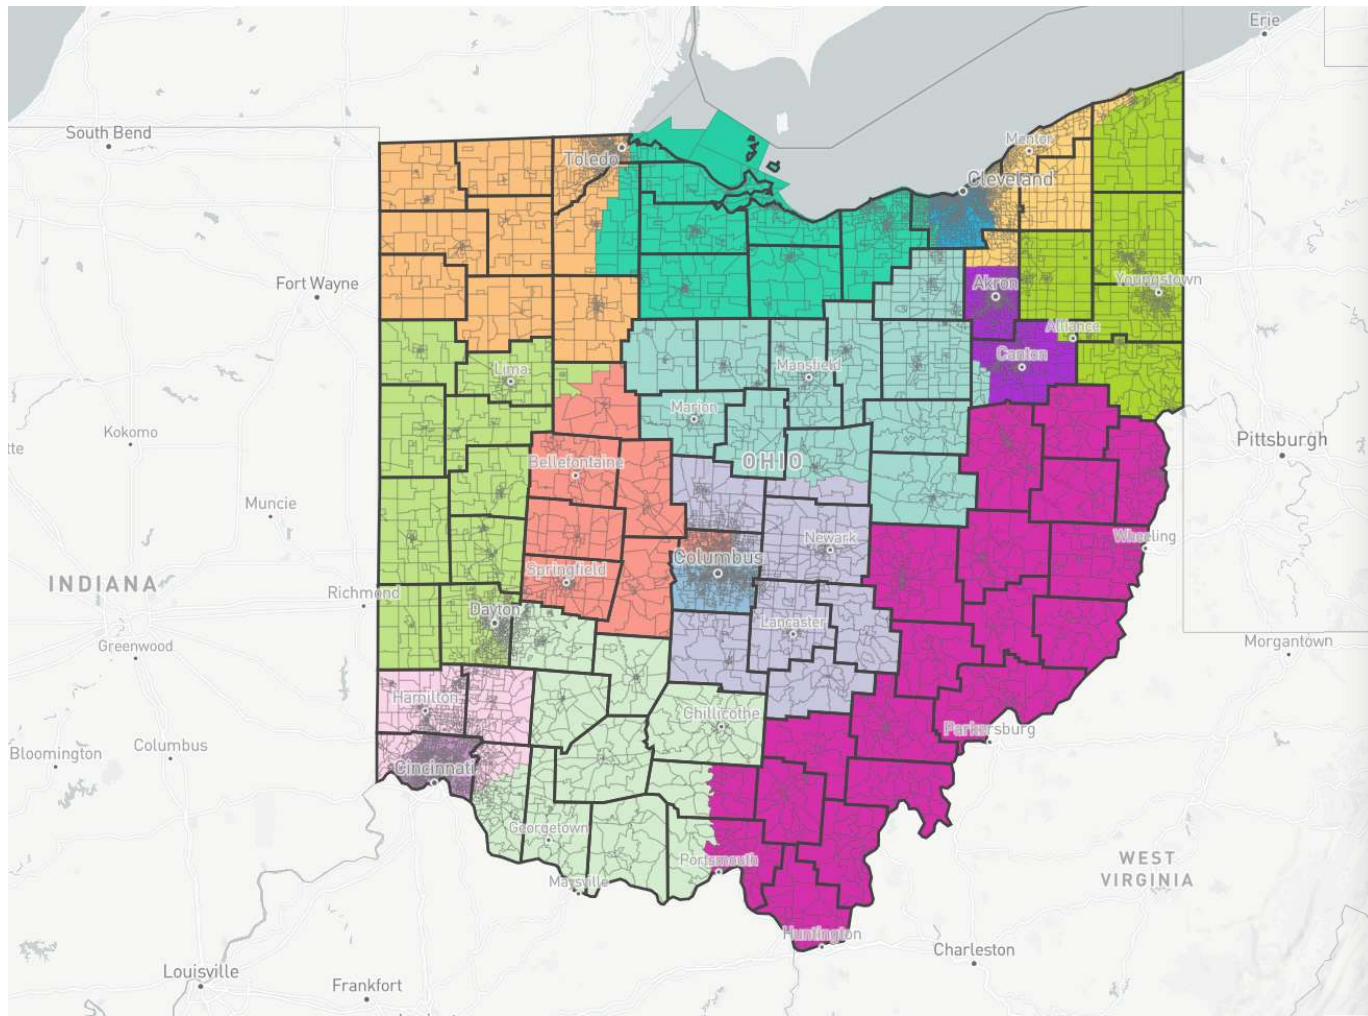 Erie
South Bend
Mentor
Toledo
Cleveland
Fort Wayne
Akron
Youngstown
Alliance
Canton
Lima
Mansfield
Marion
Kokomo
tte
Pittsburgh
OHIO
Bellefontaine
Muncie
Newark
Wheeling
Columbus
INDIANA
Springfield
Richmond
Dayton
Lancaster
Greenwood
Morgantown
Hamilton
Chillicothe
Parkersburg
Columbus
Bloomington
Cincinnati
Georgetown
Portsmouth
WEST
VIRGINIA
Maysville
Huntington
Charleston
Louisville
Frankfort